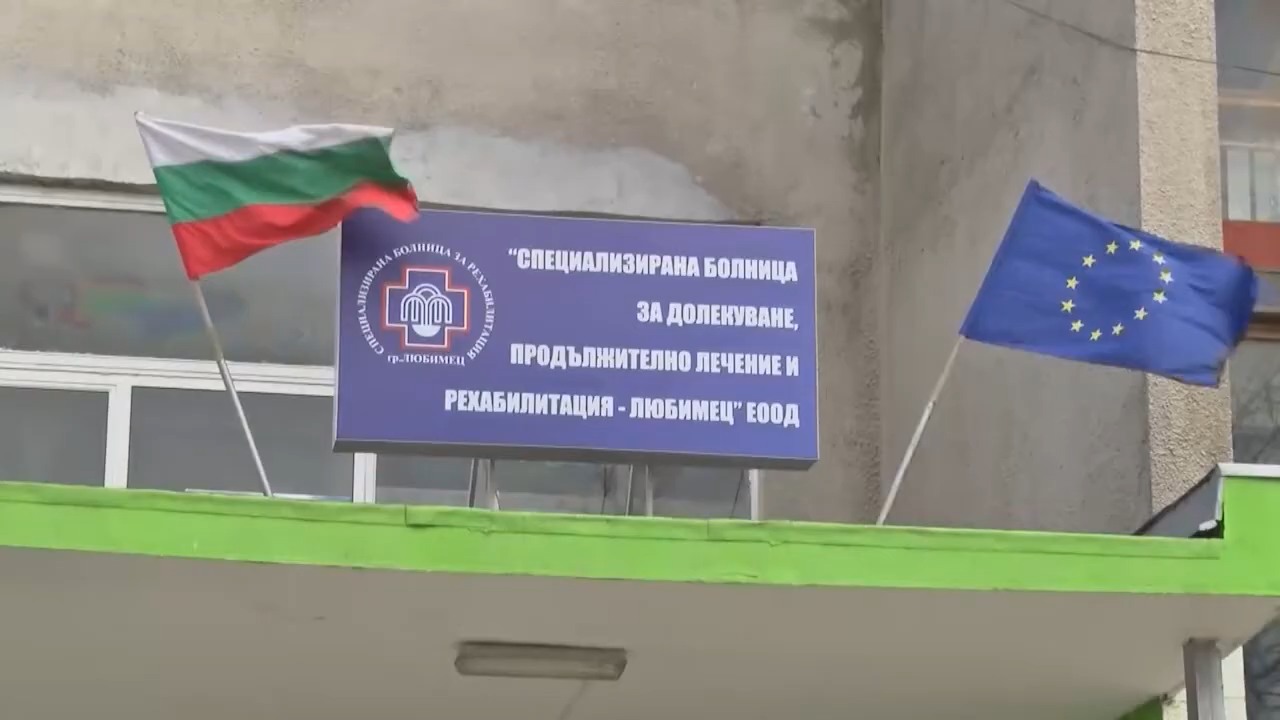 СПЕЦИАЛИЗИРАНА БОЛНИЦА ЗА РЕХАБИЛИТАЦИЯ
гр.ЛЮБИМЕЦ
“СПЕЦИАЛИЗИРАНА БОЛНИЦА
ЗА ДОЛЕКУВАНЕ,
ПРОДЪЛЖИТЕЛНО ЛЕЧЕНИЕ И
РЕХАБИЛИТАЦИЯ - ЛЮБИМЕЦ” ЕООД